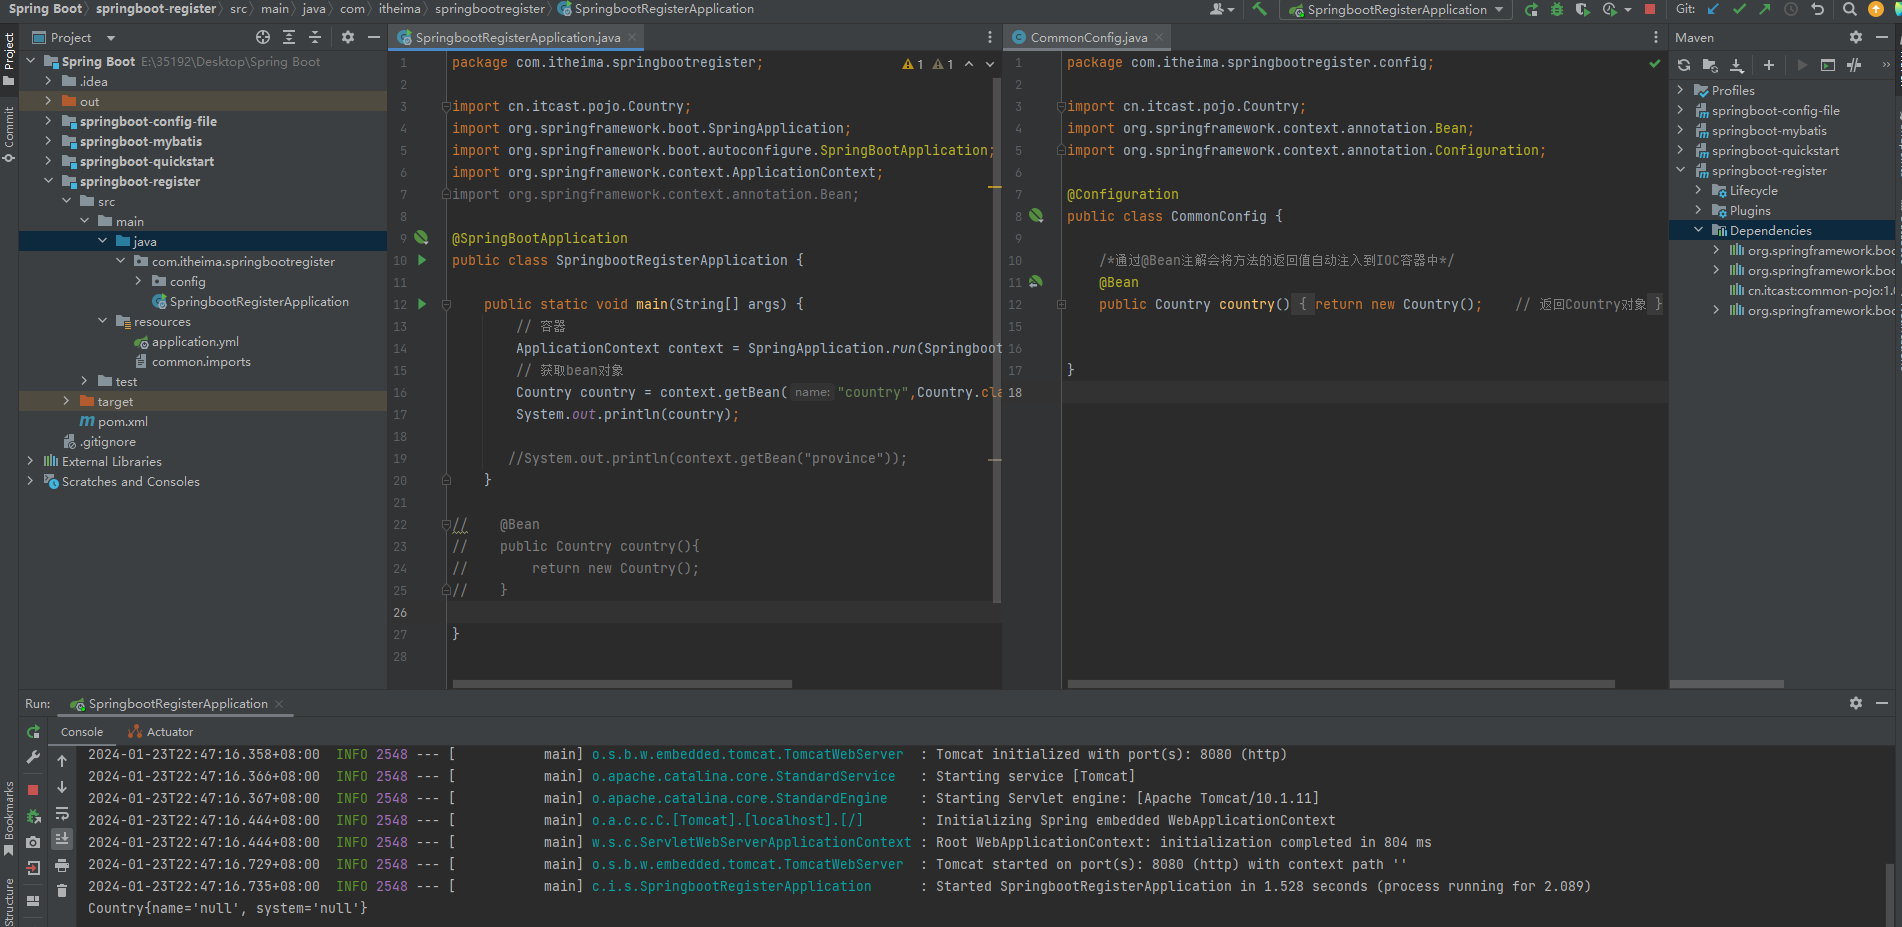 Spring Boot springboot-register src main java com itheima springbootregister SpringbootRegisterApplication
SpringbootRegisterApplication
Git:
Project
Commit
Bookmarks
Structure
Project
Spring Boot E:\35192\Desktop\Spring Boot
.idea
out
springboot-config-file
springboot-mybatis
springboot-quickstart
springboot-register
src
main
java
com.itheima.springbootregister
config
SpringbootRegisterApplication
resources
application.yml
common.imports
test
target
pom.xml
.gitignore
External Libraries
Scratches and Consoles
SpringbootRegisterApplication.java
1 1
1 package com.itheima.springbootregister;
2
3 import cn.itcast.pojo.Country;
4 import org.springframework.boot.SpringApplication;
5 import org.springframework.boot.autoconfigure.SpringBootApplication;
6 import org.springframework.context.ApplicationContext;
7 import org.springframework.context.annotation.Bean;
8
9 @SpringBootApplication
10 public class SpringbootRegisterApplication {
11
12 public static void main(String[] args) {
13 // 容器
14 ApplicationContext context = SpringApplication.run(Springboot
15 // 获取bean对象
16 Country country = context.getBean( name: "country",Country.cla
17 System.out.println(country);
18
19 //System.out.println(context.getBean("province"));
20 }
21
22 // @Bean
23 // public Country country(){
24 // return new Country();
25 // }
26
27 }
28
CommonConfig.java
1 package com.itheima.springbootregister.config;
2
3 import cn.itcast.pojo.Country;
4 import org.springframework.context.annotation.Bean;
5 import org.springframework.context.annotation.Configuration;
6
7 @Configuration
8 public class CommonConfig {
9
10 /*通过@Bean注解会将方法的返回值自动注入到IOC容器中*/
11 @Bean
12 public Country country() { return new Country(); // 返回Country对象 }
15
16
17 }
18
Maven
Profiles
springboot-config-file
springboot-mybatis
springboot-quickstart
springboot-register
Lifecycle
Plugins
Dependencies
org.springframework.boo
org.springframework.boo
cn.itcast:common-pojo:1.0
org.springframework.boo
Run: SpringbootRegisterApplication
Console Actuator
2024-01-23T22:47:16.358+08:00 INFO 2548 --- [ main] o.s.b.w.embedded.tomcat.TomcatWebServer : Tomcat initialized with port(s): 8080 (http)
2024-01-23T22:47:16.366+08:00 INFO 2548 --- [ main] o.apache.catalina.core.StandardService : Starting service [Tomcat]
2024-01-23T22:47:16.367+08:00 INFO 2548 --- [ main] o.apache.catalina.core.StandardEngine : Starting Servlet engine: [Apache Tomcat/10.1.11]
2024-01-23T22:47:16.444+08:00 INFO 2548 --- [ main] o.a.c.c.C.[Tomcat].[localhost].[/] : Initializing Spring embedded WebApplicationContext
2024-01-23T22:47:16.444+08:00 INFO 2548 --- [ main] w.s.c.ServletWebServerApplicationContext : Root WebApplicationContext: initialization completed in 804 ms
2024-01-23T22:47:16.729+08:00 INFO 2548 --- [ main] o.s.b.w.embedded.tomcat.TomcatWebServer : Tomcat started on port(s): 8080 (http) with context path ''
2024-01-23T22:47:16.735+08:00 INFO 2548 --- [ main] c.i.s.SpringbootRegisterApplication : Started SpringbootRegisterApplication in 1.528 seconds (process running for 2.089)
Country{name='null', system='null'}